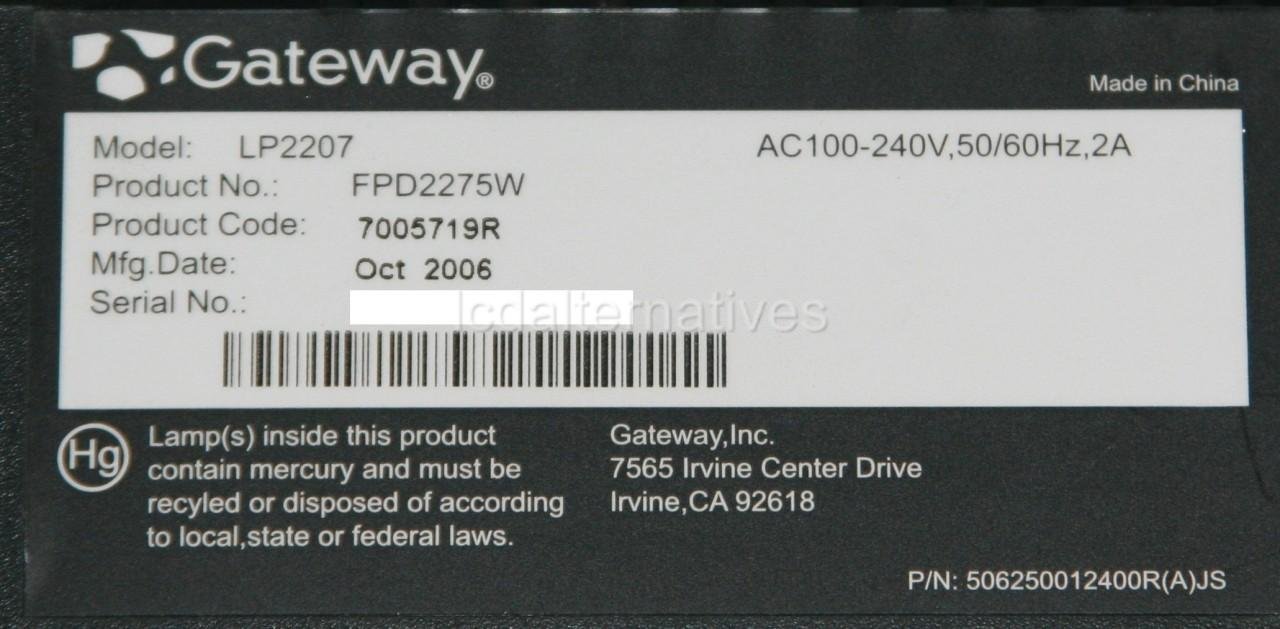 Gateway®
Made in China
Model: LP2207
AC100-240V,50/60Hz,2A
Product No.: FPD2275W
Product Code: 7005719R
Mfg.Date: Oct 2006
Serial No.:
lcdalternatives
Hg
Lamp(s) inside this product
contain mercury and must be
recyled or disposed of according
to local,state or federal laws.
Gateway,Inc.
7565 Irvine Center Drive
Irvine,CA 92618
P/N: 506250012400R(A)JS